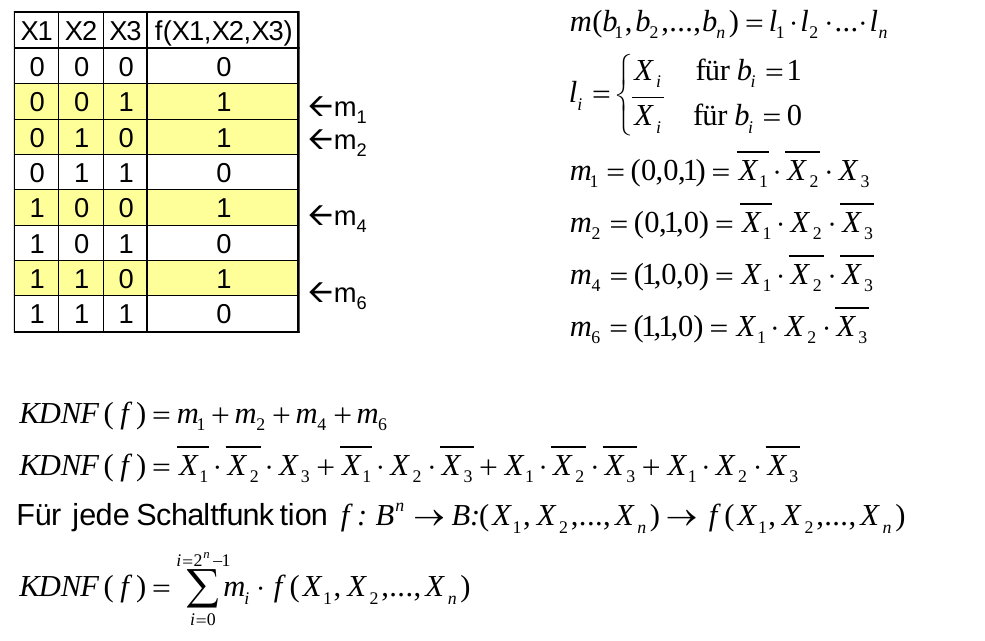 X1 X2 X3 f(X1,X2,X3)
0 0 0 0
0 0 1 1 ←m₁
0 1 0 1 ←m₂
0 1 1 0
1 0 0 1 ←m₄
1 0 1 0
1 1 0 1 ←m₆
1 1 1 0
m(b₁,b₂,...,bₙ) = l₁·l₂·...·lₙ
lᵢ = { Xᵢ für bᵢ = 1
X̅ᵢ für bᵢ = 0
m₁ = (0,0,1) = X̅₁·X̅₂·X₃
m₂ = (0,1,0) = X̅₁·X₂·X̅₃
m₄ = (1,0,0) = X₁·X̅₂·X̅₃
m₆ = (1,1,0) = X₁·X₂·X̅₃
KDNF(f) = m₁ + m₂ + m₄ + m₆
KDNF(f) = X̅₁·X̅₂·X₃ + X̅₁·X₂·X̅₃ + X₁·X̅₂·X̅₃ + X₁·X₂·X̅₃
Für jede Schaltfunk tion f : Bⁿ → B:(X₁, X₂,..., Xₙ) → f(X₁, X₂,..., Xₙ)
i=2ⁿ−1
KDNF(f) = ∑ mᵢ · f(X₁, X₂,..., Xₙ)
i=0